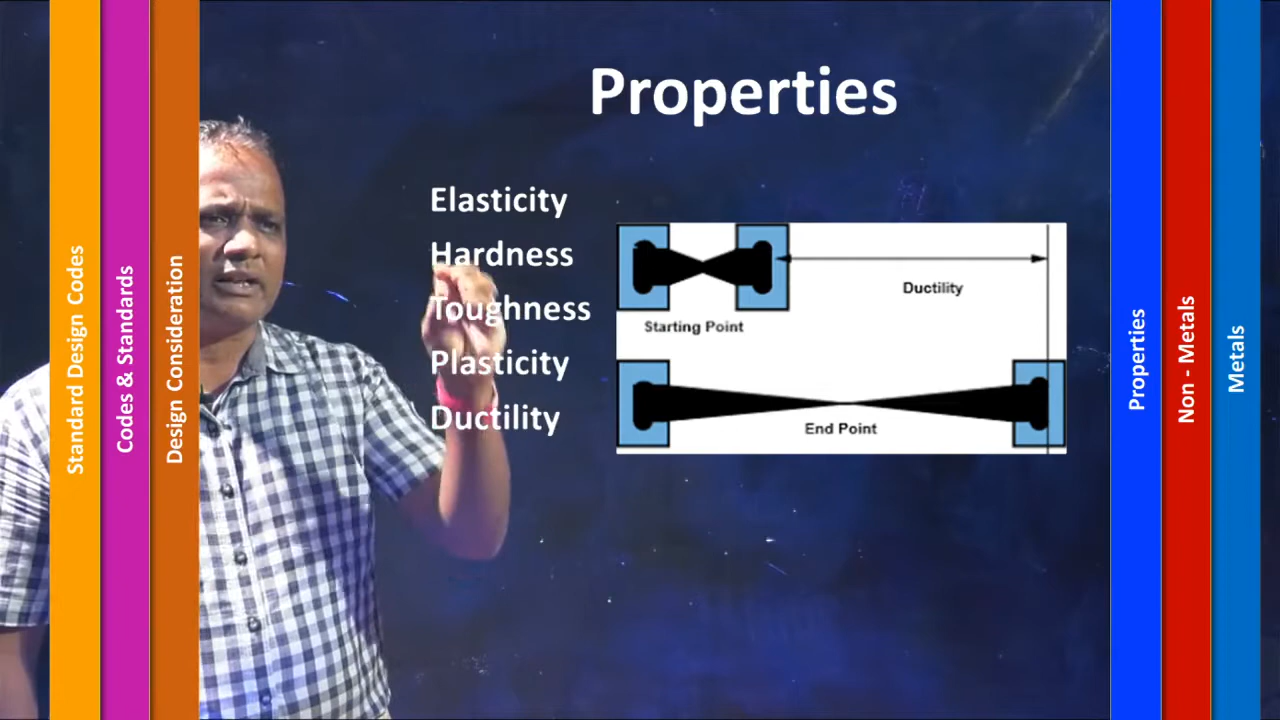 Standard Design Codes
Codes & Standards
Design Consideration
Properties
Elasticity
Hardness
Toughness
Plasticity
Ductility
Ductility
Starting Point
End Point
Properties
Non - Metals
Metals